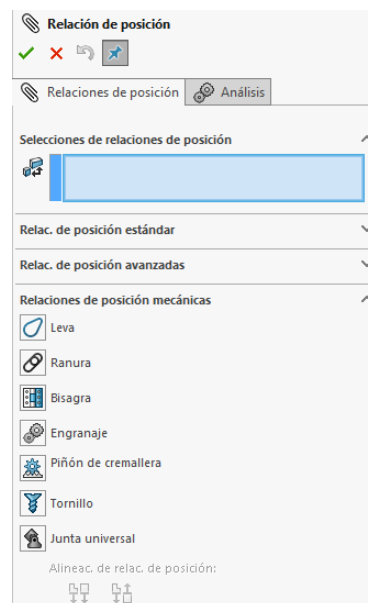 Relación de posición
Relaciones de posición
Análisis
Selecciones de relaciones de posición
Relac. de posición estándar
Relac. de posición avanzadas
Relaciones de posición mecánicas
Leva
Ranura
Bisagra
Engranaje
Piñón de cremallera
Tornillo
Junta universal
Alineac. de relac. de posición: